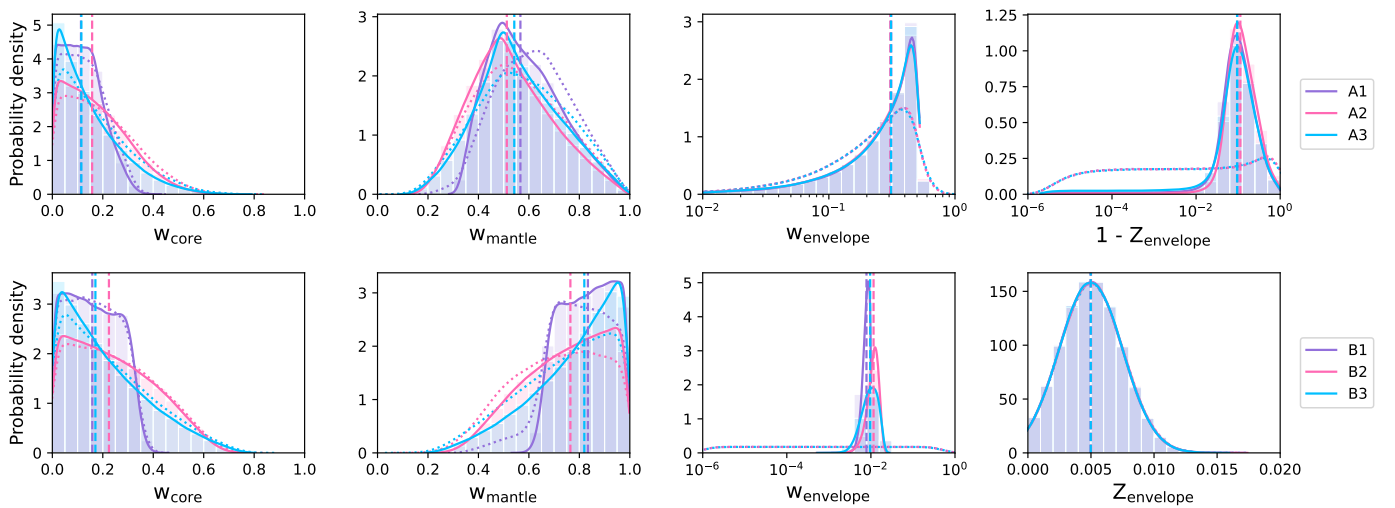 Probability density
5
4
3
2
1
0
0.0 0.2 0.4 0.6 0.8 1.0
w_core
3
2
1
0
0.0 0.2 0.4 0.6 0.8 1.0
w_mantle
3
2
1
0
10^-2 10^-1 10^0
w_envelope
1.25
1.00
0.75
0.50
0.25
0.00
10^-6 10^-4 10^-2 10^0
1 - Z_envelope
A1
A2
A3
Probability density
3
2
1
0
0.0 0.2 0.4 0.6 0.8 1.0
w_core
3
2
1
0
0.0 0.2 0.4 0.6 0.8 1.0
w_mantle
5
4
3
2
1
0
10^-6 10^-4 10^-2 10^0
w_envelope
150
100
50
0
0.000 0.005 0.010 0.015 0.020
Z_envelope
B1
B2
B3